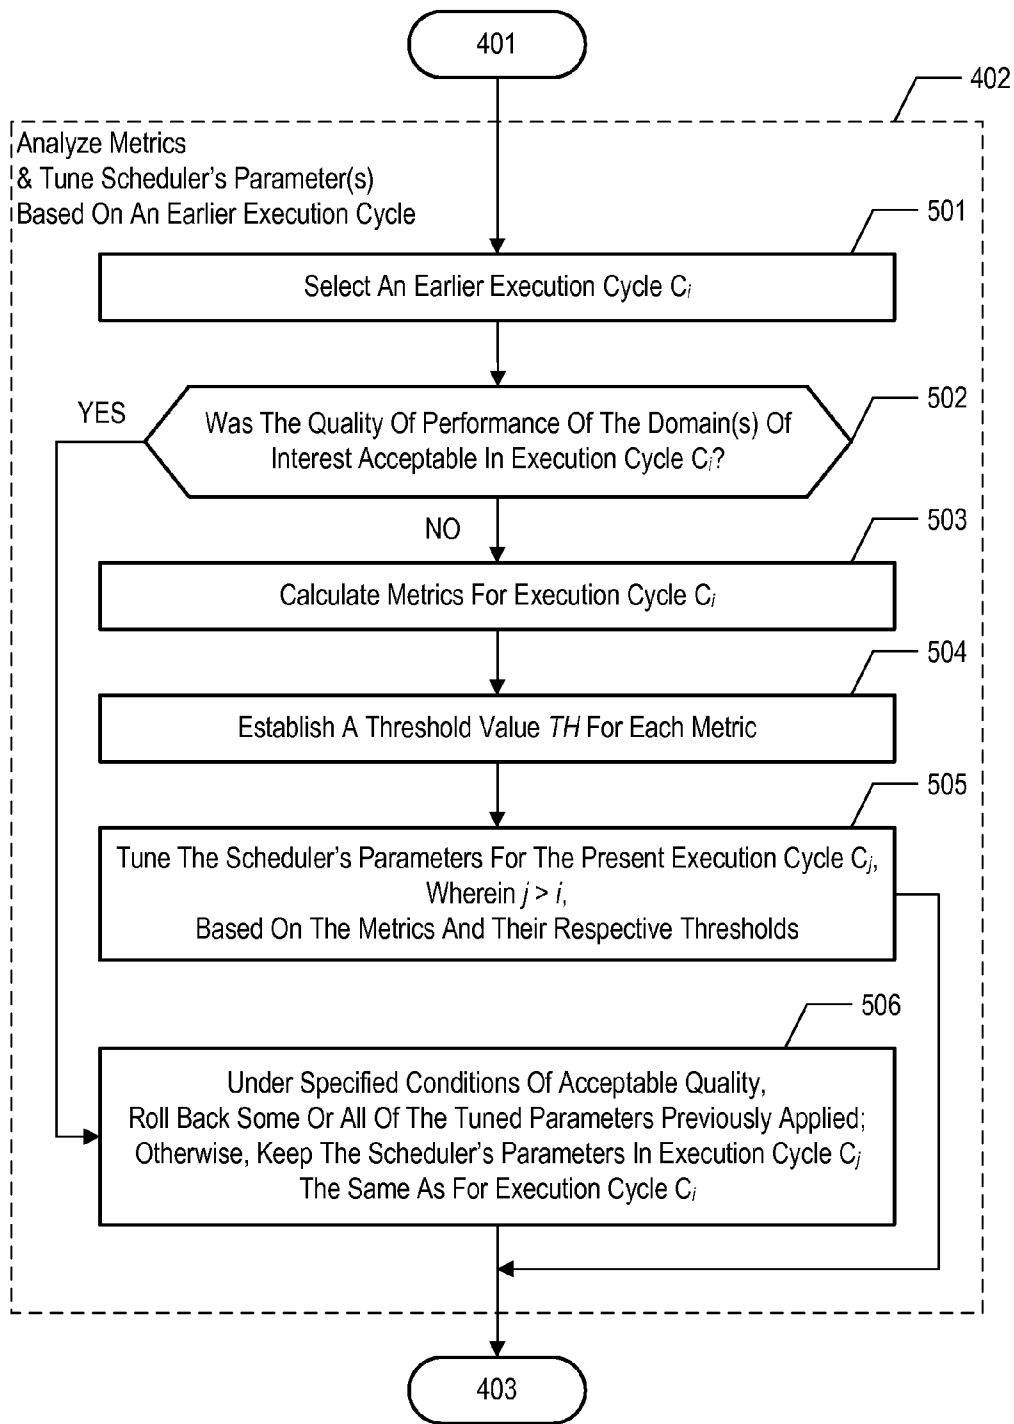 401
402
Analyze Metrics
& Tune Scheduler's Parameter(s)
Based On An Earlier Execution Cycle
501
Select An Earlier Execution Cycle Ci
502
YES
Was The Quality Of Performance Of The Domain(s) Of
Interest Acceptable In Execution Cycle Ci?
NO
503
Calculate Metrics For Execution Cycle Ci
504
Establish A Threshold Value TH For Each Metric
505
Tune The Scheduler's Parameters For The Present Execution Cycle Cj,
Wherein j > i,
Based On The Metrics And Their Respective Thresholds
506
Under Specified Conditions Of Acceptable Quality,
Roll Back Some Or All Of The Tuned Parameters Previously Applied;
Otherwise, Keep The Scheduler's Parameters In Execution Cycle Cj
The Same As For Execution Cycle Ci
403